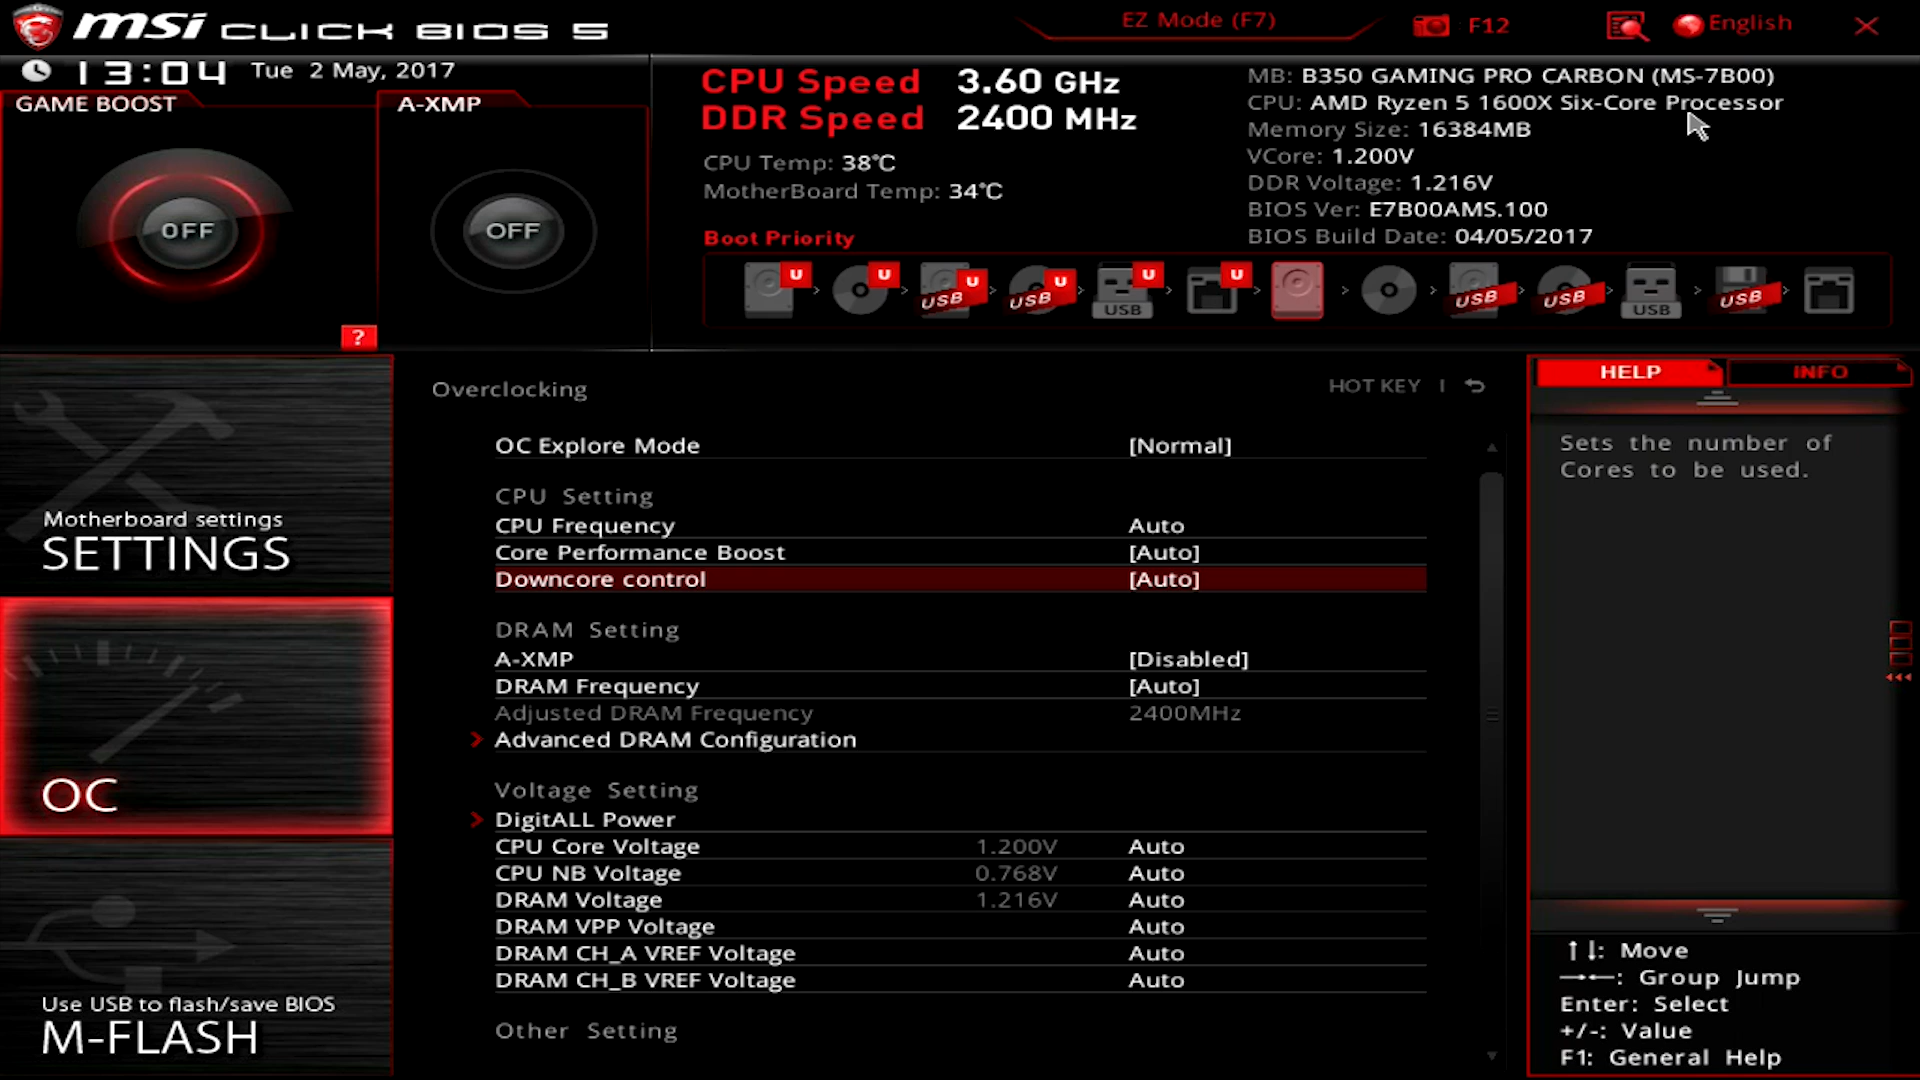 msi CLICK BIOS 5
EZ Mode (F7)
F12
English
13:04 Tue 2 May, 2017
GAME BOOST
OFF
?
A-XMP
OFF
CPU Speed 3.60 GHz
DDR Speed 2400 MHz
CPU Temp: 38℃
MotherBoard Temp: 34℃
MB: B350 GAMING PRO CARBON (MS-7B00)
CPU: AMD Ryzen 5 1600X Six-Core Processor
Memory Size: 16384MB
VCore: 1.200V
DDR Voltage: 1.216V
BIOS Ver: E7B00AMS.100
BIOS Build Date: 04/05/2017
Boot Priority
U U USB U USB U USB U U USB USB USB USB
Motherboard settings
SETTINGS
OC
Use USB to flash/save BIOS
M-FLASH
Overclocking
HOT KEY
OC Explore Mode [Normal]
CPU Setting
CPU Frequency Auto
Core Performance Boost [Auto]
Downcore control [Auto]
DRAM Setting
A-XMP [Disabled]
DRAM Frequency [Auto]
Adjusted DRAM Frequency 2400MHz
> Advanced DRAM Configuration
Voltage Setting
> DigitALL Power
CPU Core Voltage 1.200V Auto
CPU NB Voltage 0.768V Auto
DRAM Voltage 1.216V Auto
DRAM VPP Voltage Auto
DRAM CH_A VREF Voltage Auto
DRAM CH_B VREF Voltage Auto
Other Setting
HELP
INFO
Sets the number of
Cores to be used.
↑↓: Move
→←: Group Jump
Enter: Select
+/-: Value
F1: General Help